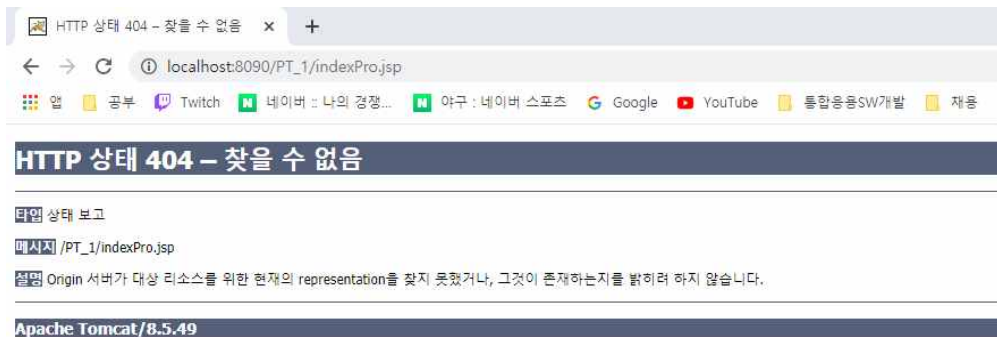 HTTP 상태 404 – 찾을 수 없음
localhost:8090/PT_1/indexPro.jsp
앱 공부 Twitch 네이버 :: 나의 경쟁... 야구 : 네이버 스포츠 Google YouTube 통합응용SW개발 채용
HTTP 상태 404 – 찾을 수 없음
타입 상태 보고
메시지 /PT_1/indexPro.jsp
설명 Origin 서버가 대상 리소스를 위한 현재의 representation을 찾지 못했거나, 그것이 존재하는지를 밝히려 하지 않습니다.
Apache Tomcat/8.5.49